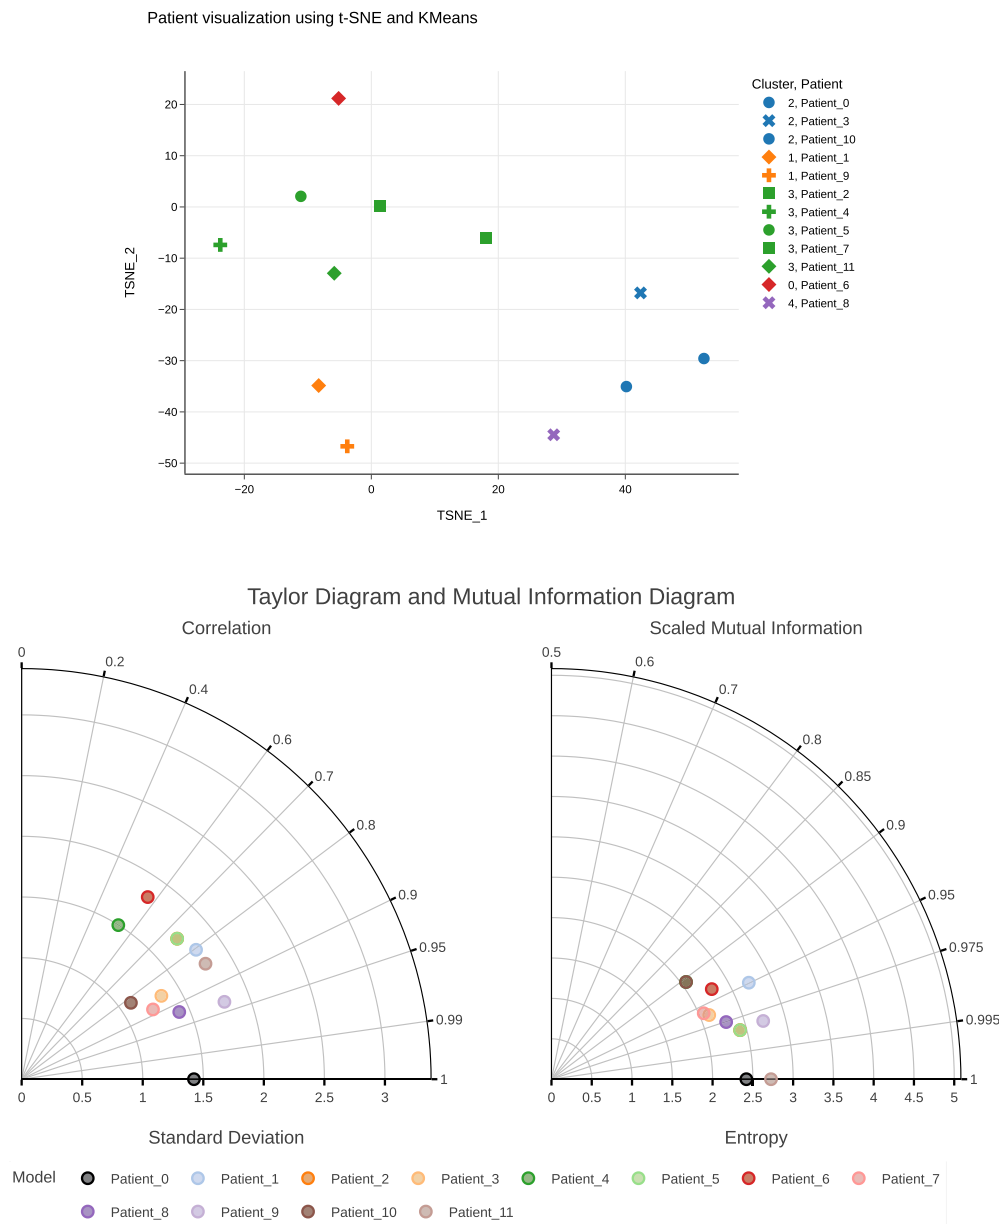 Patient visualization using t-SNE and KMeans
Cluster, Patient
2, Patient_0
2, Patient_3
2, Patient_10
1, Patient_1
1, Patient_9
3, Patient_2
3, Patient_4
3, Patient_5
3, Patient_7
3, Patient_11
0, Patient_6
4, Patient_8
20
10
0
−10
−20
−30
−40
−50
TSNE_2
−20 0 20 40
TSNE_1
Taylor Diagram and Mutual Information Diagram
Correlation
0
0.2
0.4
0.6
0.7
0.8
0.9
0.95
0.99
1
0 0.5 1 1.5 2 2.5 3
Standard Deviation
Scaled Mutual Information
0.5
0.6
0.7
0.8
0.85
0.9
0.95
0.975
0.995
1
0 0.5 1 1.5 2 2.5 3 3.5 4 4.5 5
Entropy
Model Patient_0 Patient_1 Patient_2 Patient_3 Patient_4 Patient_5 Patient_6 Patient_7
Patient_8 Patient_9 Patient_10 Patient_11